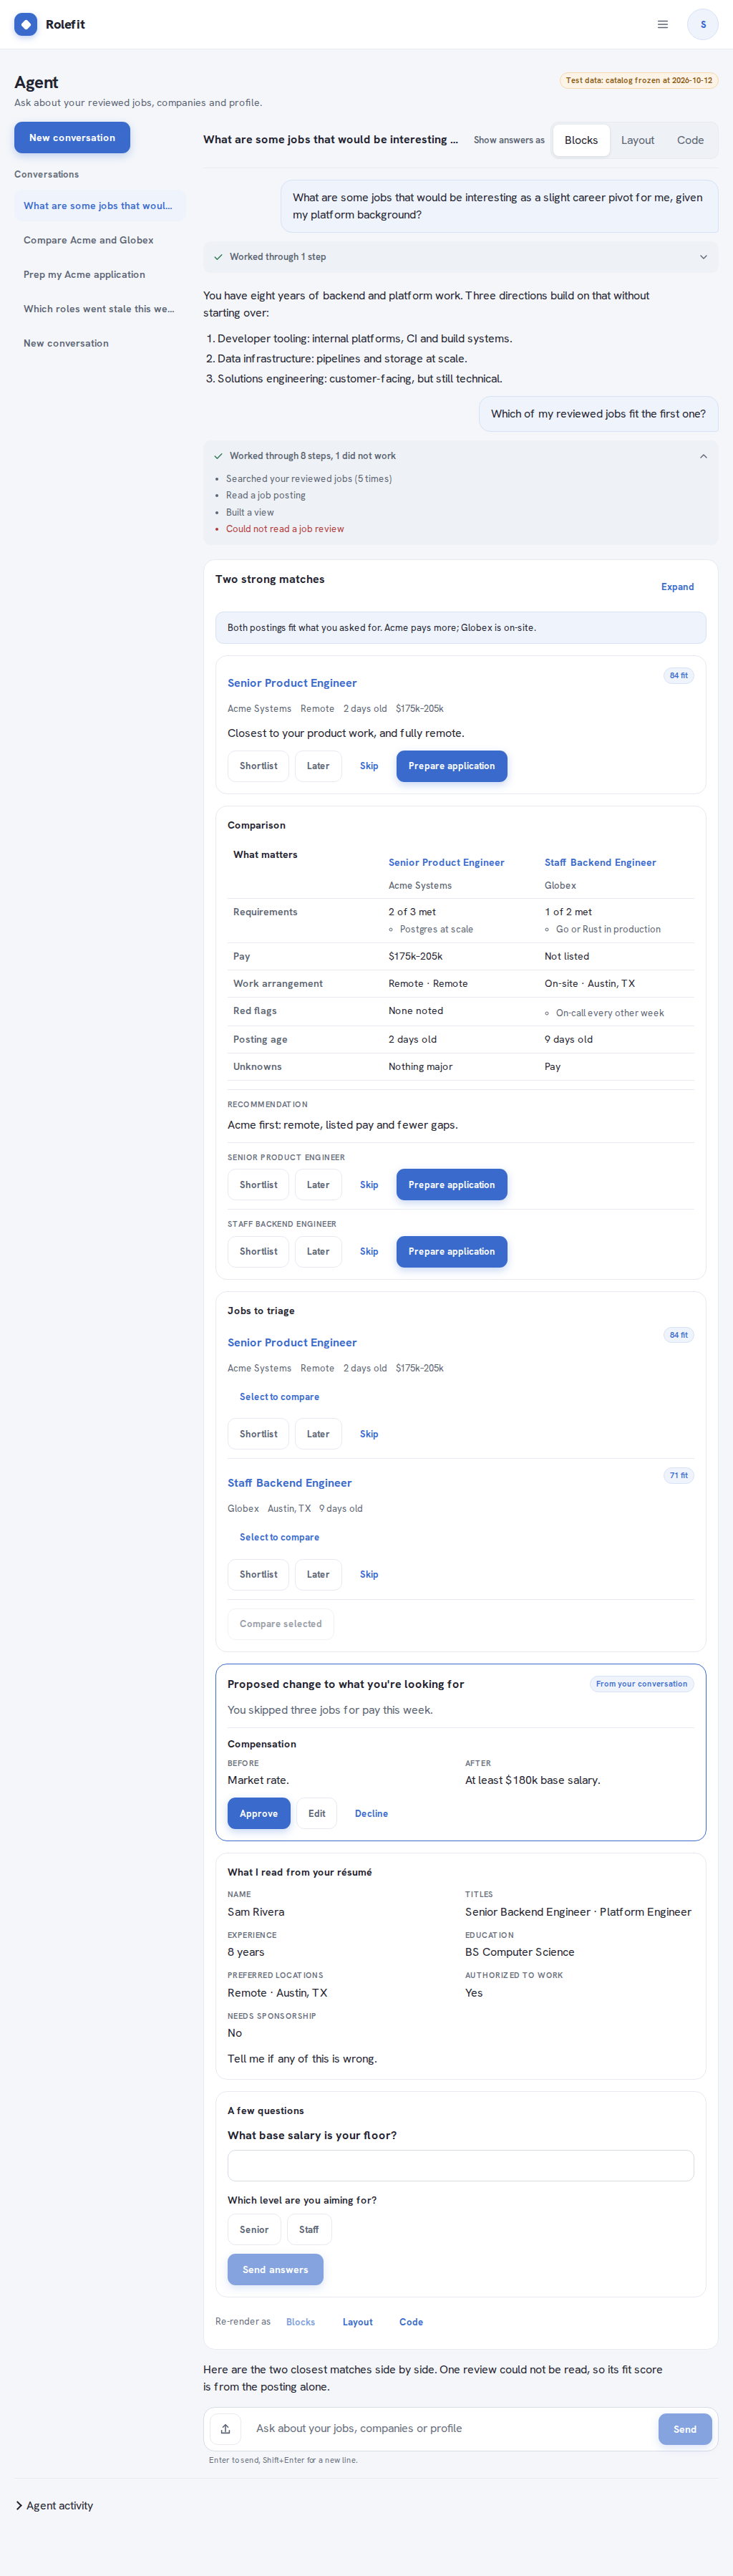 Rolefit
S
Agent
Test data: catalog frozen at 2026-10-12
Ask about your reviewed jobs, companies and profile.
New conversation
Conversations
What are some jobs that woul...
Compare Acme and Globex
Prep my Acme application
Which roles went stale this we...
New conversation
What are some jobs that would be interesting ...
Show answers as
Blocks
Layout
Code
What are some jobs that would be interesting as a slight career pivot for me, given
my platform background?
Worked through 1 step
You have eight years of backend and platform work. Three directions build on that without
starting over:
1. Developer tooling: internal platforms, CI and build systems.
2. Data infrastructure: pipelines and storage at scale.
3. Solutions engineering: customer-facing, but still technical.
Which of my reviewed jobs fit the first one?
Worked through 8 steps, 1 did not work
Searched your reviewed jobs (5 times)
Read a job posting
Built a view
Could not read a job review
Two strong matches
Expand
Both postings fit what you asked for. Acme pays more; Globex is on-site.
Senior Product Engineer
84 fit
Acme Systems Remote 2 days old $175k-205k
Closest to your product work, and fully remote.
Shortlist Later Skip Prepare application
Comparison
What matters Senior Product Engineer Staff Backend Engineer
Acme Systems Globex
Requirements 2 of 3 met 1 of 2 met
Postgres at scale Go or Rust in production
Pay $175k-205k Not listed
Work arrangement Remote · Remote On-site · Austin, TX
Red flags None noted On-call every other week
Posting age 2 days old 9 days old
Unknowns Nothing major Pay
RECOMMENDATION
Acme first: remote, listed pay and fewer gaps.
SENIOR PRODUCT ENGINEER
Shortlist Later Skip Prepare application
STAFF BACKEND ENGINEER
Shortlist Later Skip Prepare application
Jobs to triage
Senior Product Engineer
84 fit
Acme Systems Remote 2 days old $175k-205k
Select to compare
Shortlist Later Skip
Staff Backend Engineer
71 fit
Globex Austin, TX 9 days old
Select to compare
Shortlist Later Skip
Compare selected
Proposed change to what you're looking for
From your conversation
You skipped three jobs for pay this week.
Compensation
BEFORE AFTER
Market rate. At least $180k base salary.
Approve Edit Decline
What I read from your résumé
NAME TITLES
Sam Rivera Senior Backend Engineer · Platform Engineer
EXPERIENCE EDUCATION
8 years BS Computer Science
PREFERRED LOCATIONS AUTHORIZED TO WORK
Remote · Austin, TX Yes
NEEDS SPONSORSHIP
No
Tell me if any of this is wrong.
A few questions
What base salary is your floor?
Which level are you aiming for?
Senior Staff
Send answers
Re-render as Blocks Layout Code
Here are the two closest matches side by side. One review could not be read, so its fit score
is from the posting alone.
Ask about your jobs, companies or profile
Send
Enter to send, Shift+Enter for a new line.
Agent activity